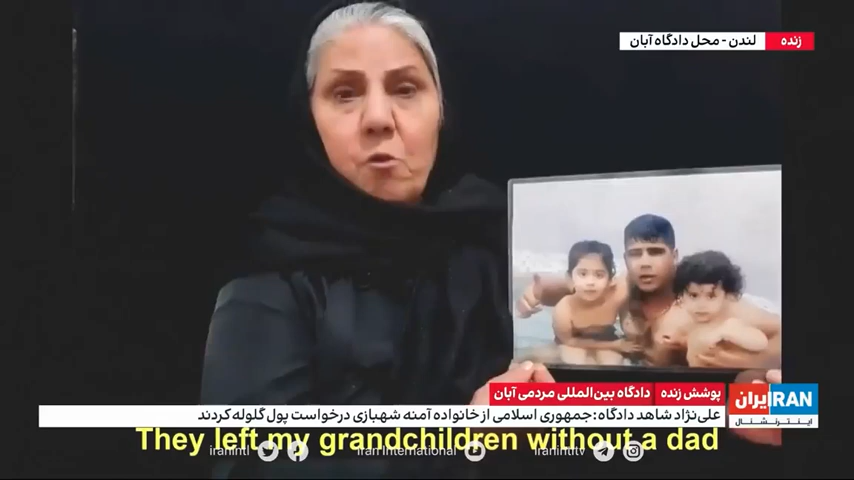 زنده
لندن - محل دادگاه آبان
پوشش زنده
دادگاه بین‌المللی مردمی آبان
علی‌نژاد شاهد دادگاه: جمهوری اسلامی از خانواده آمنه شهبازی درخواست پول گلوله کردند
ایران IRAN
اینترنشنال
They left my grandchildren without a dad
iranintl
iran international
iranintltv